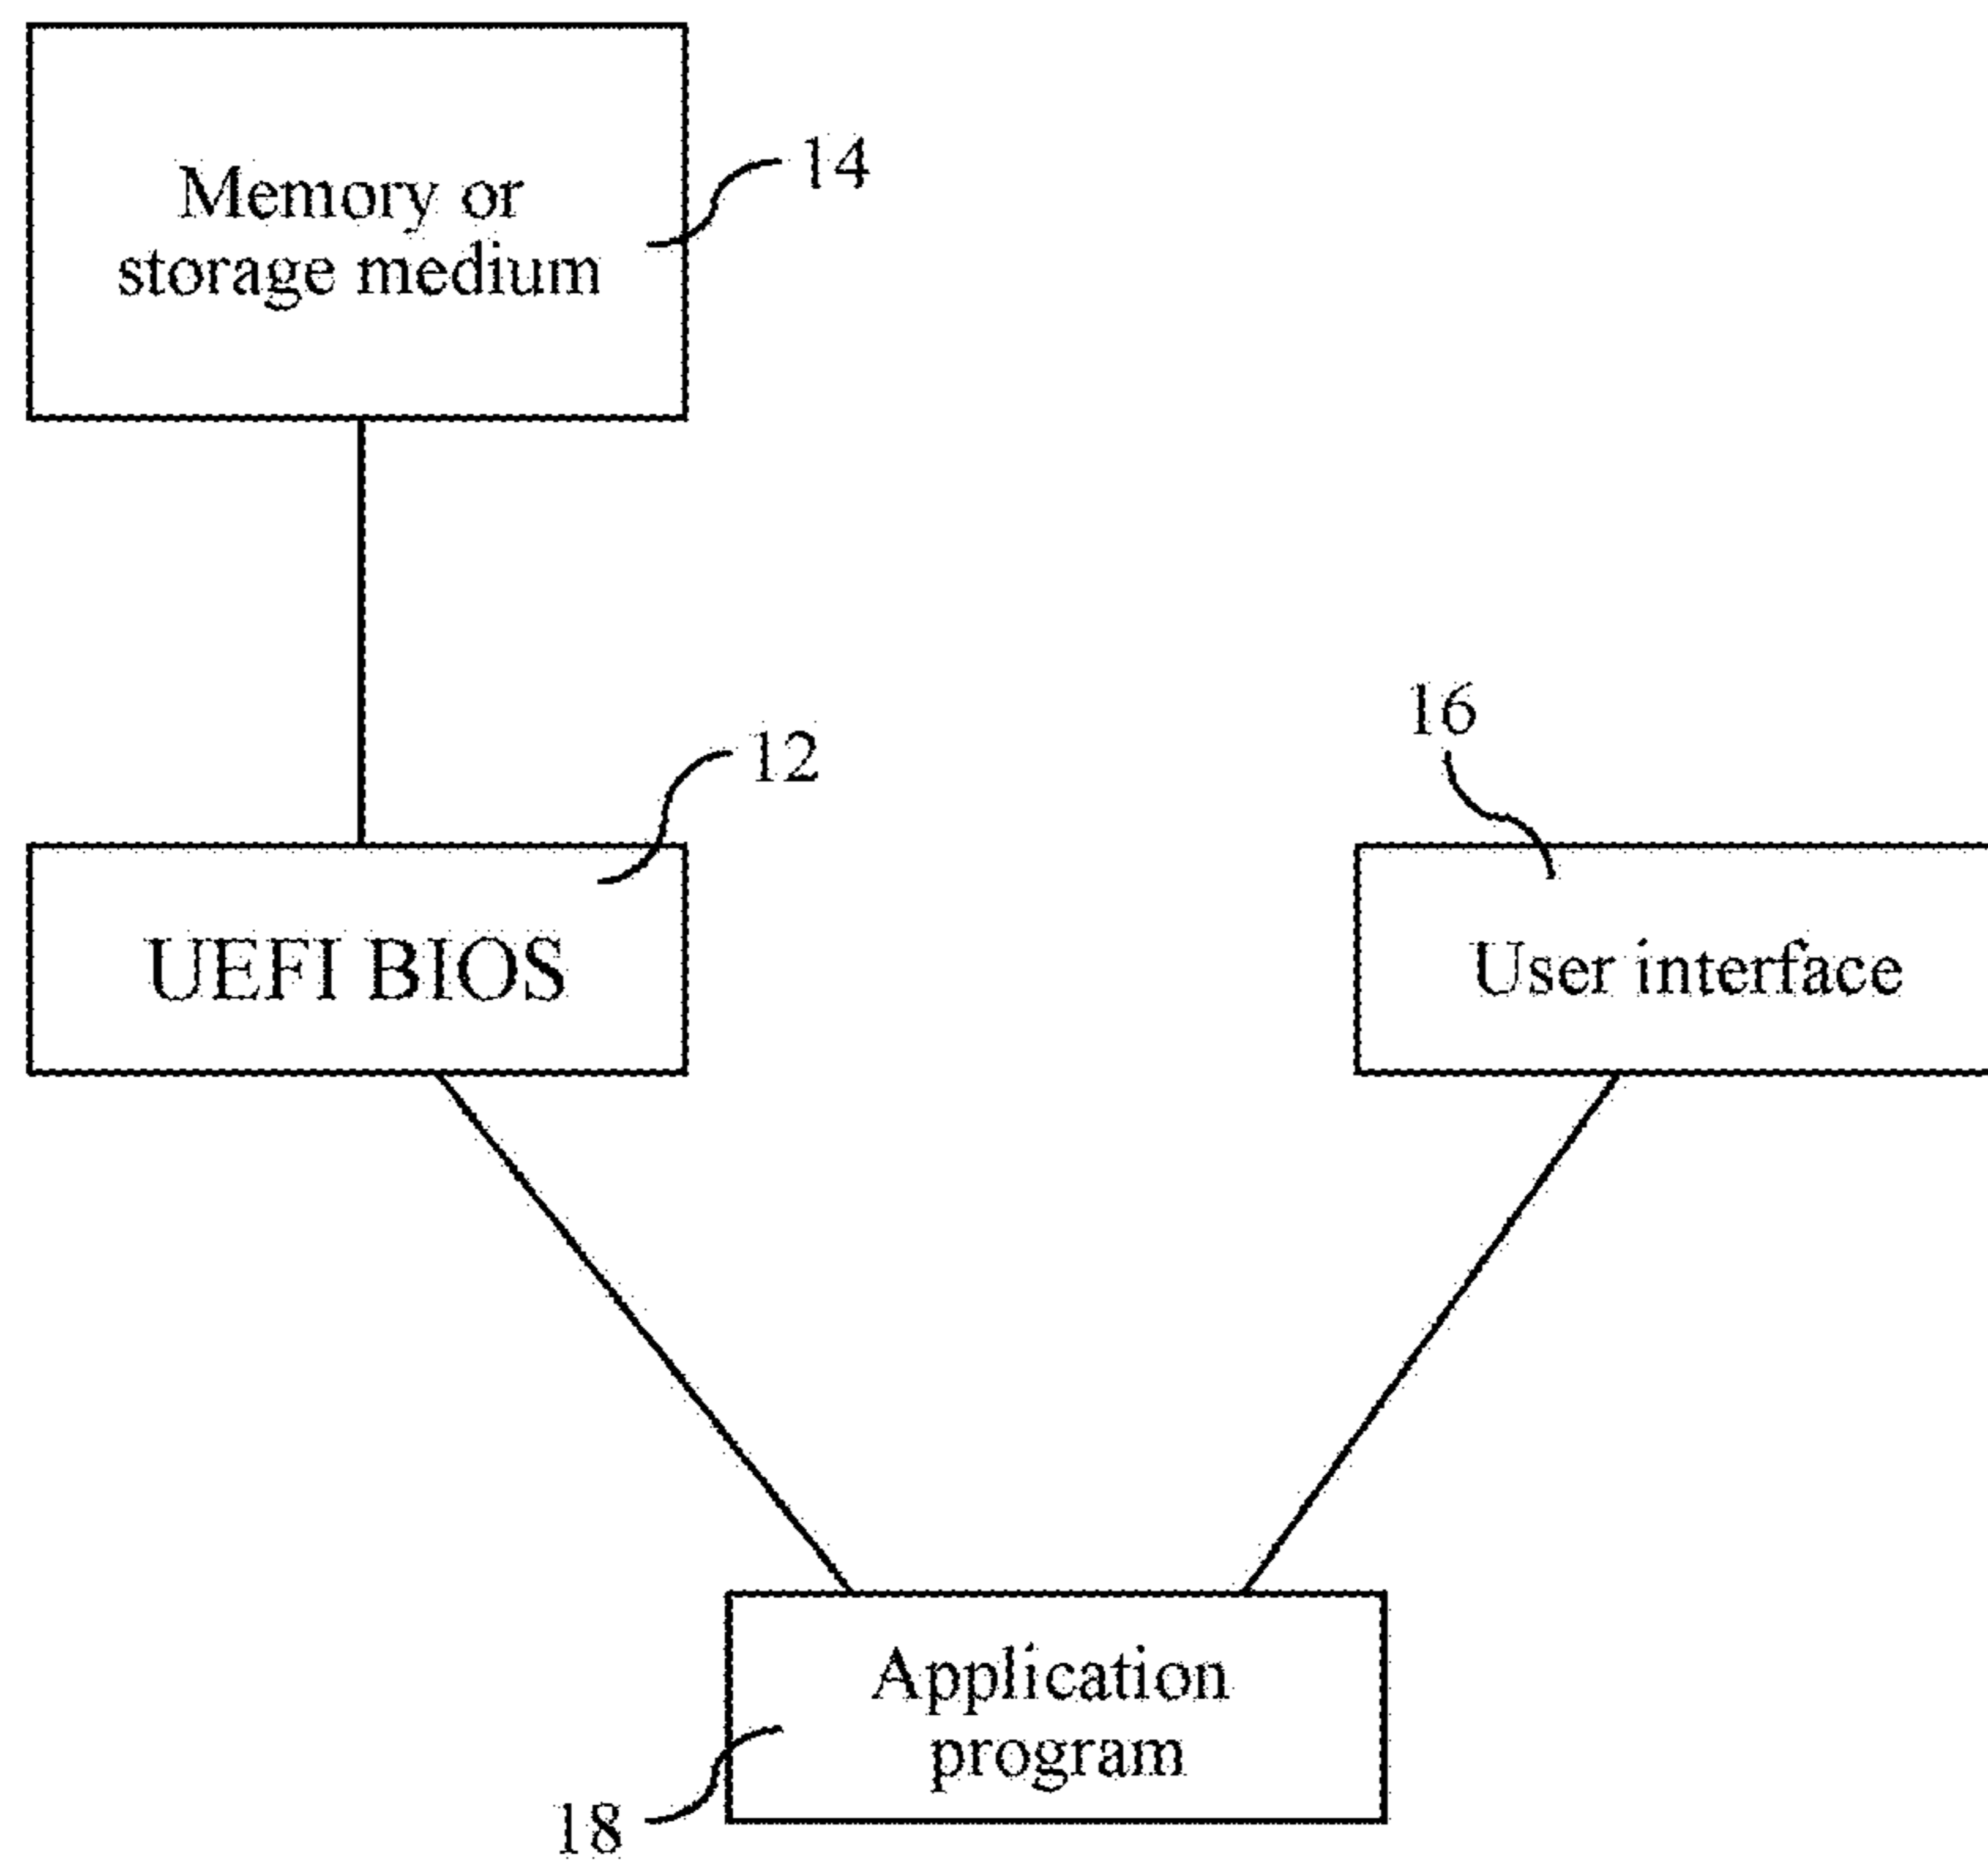 Memory or
storage medium
14
12
16
UEFI BIOS
User interface
Application
program
18